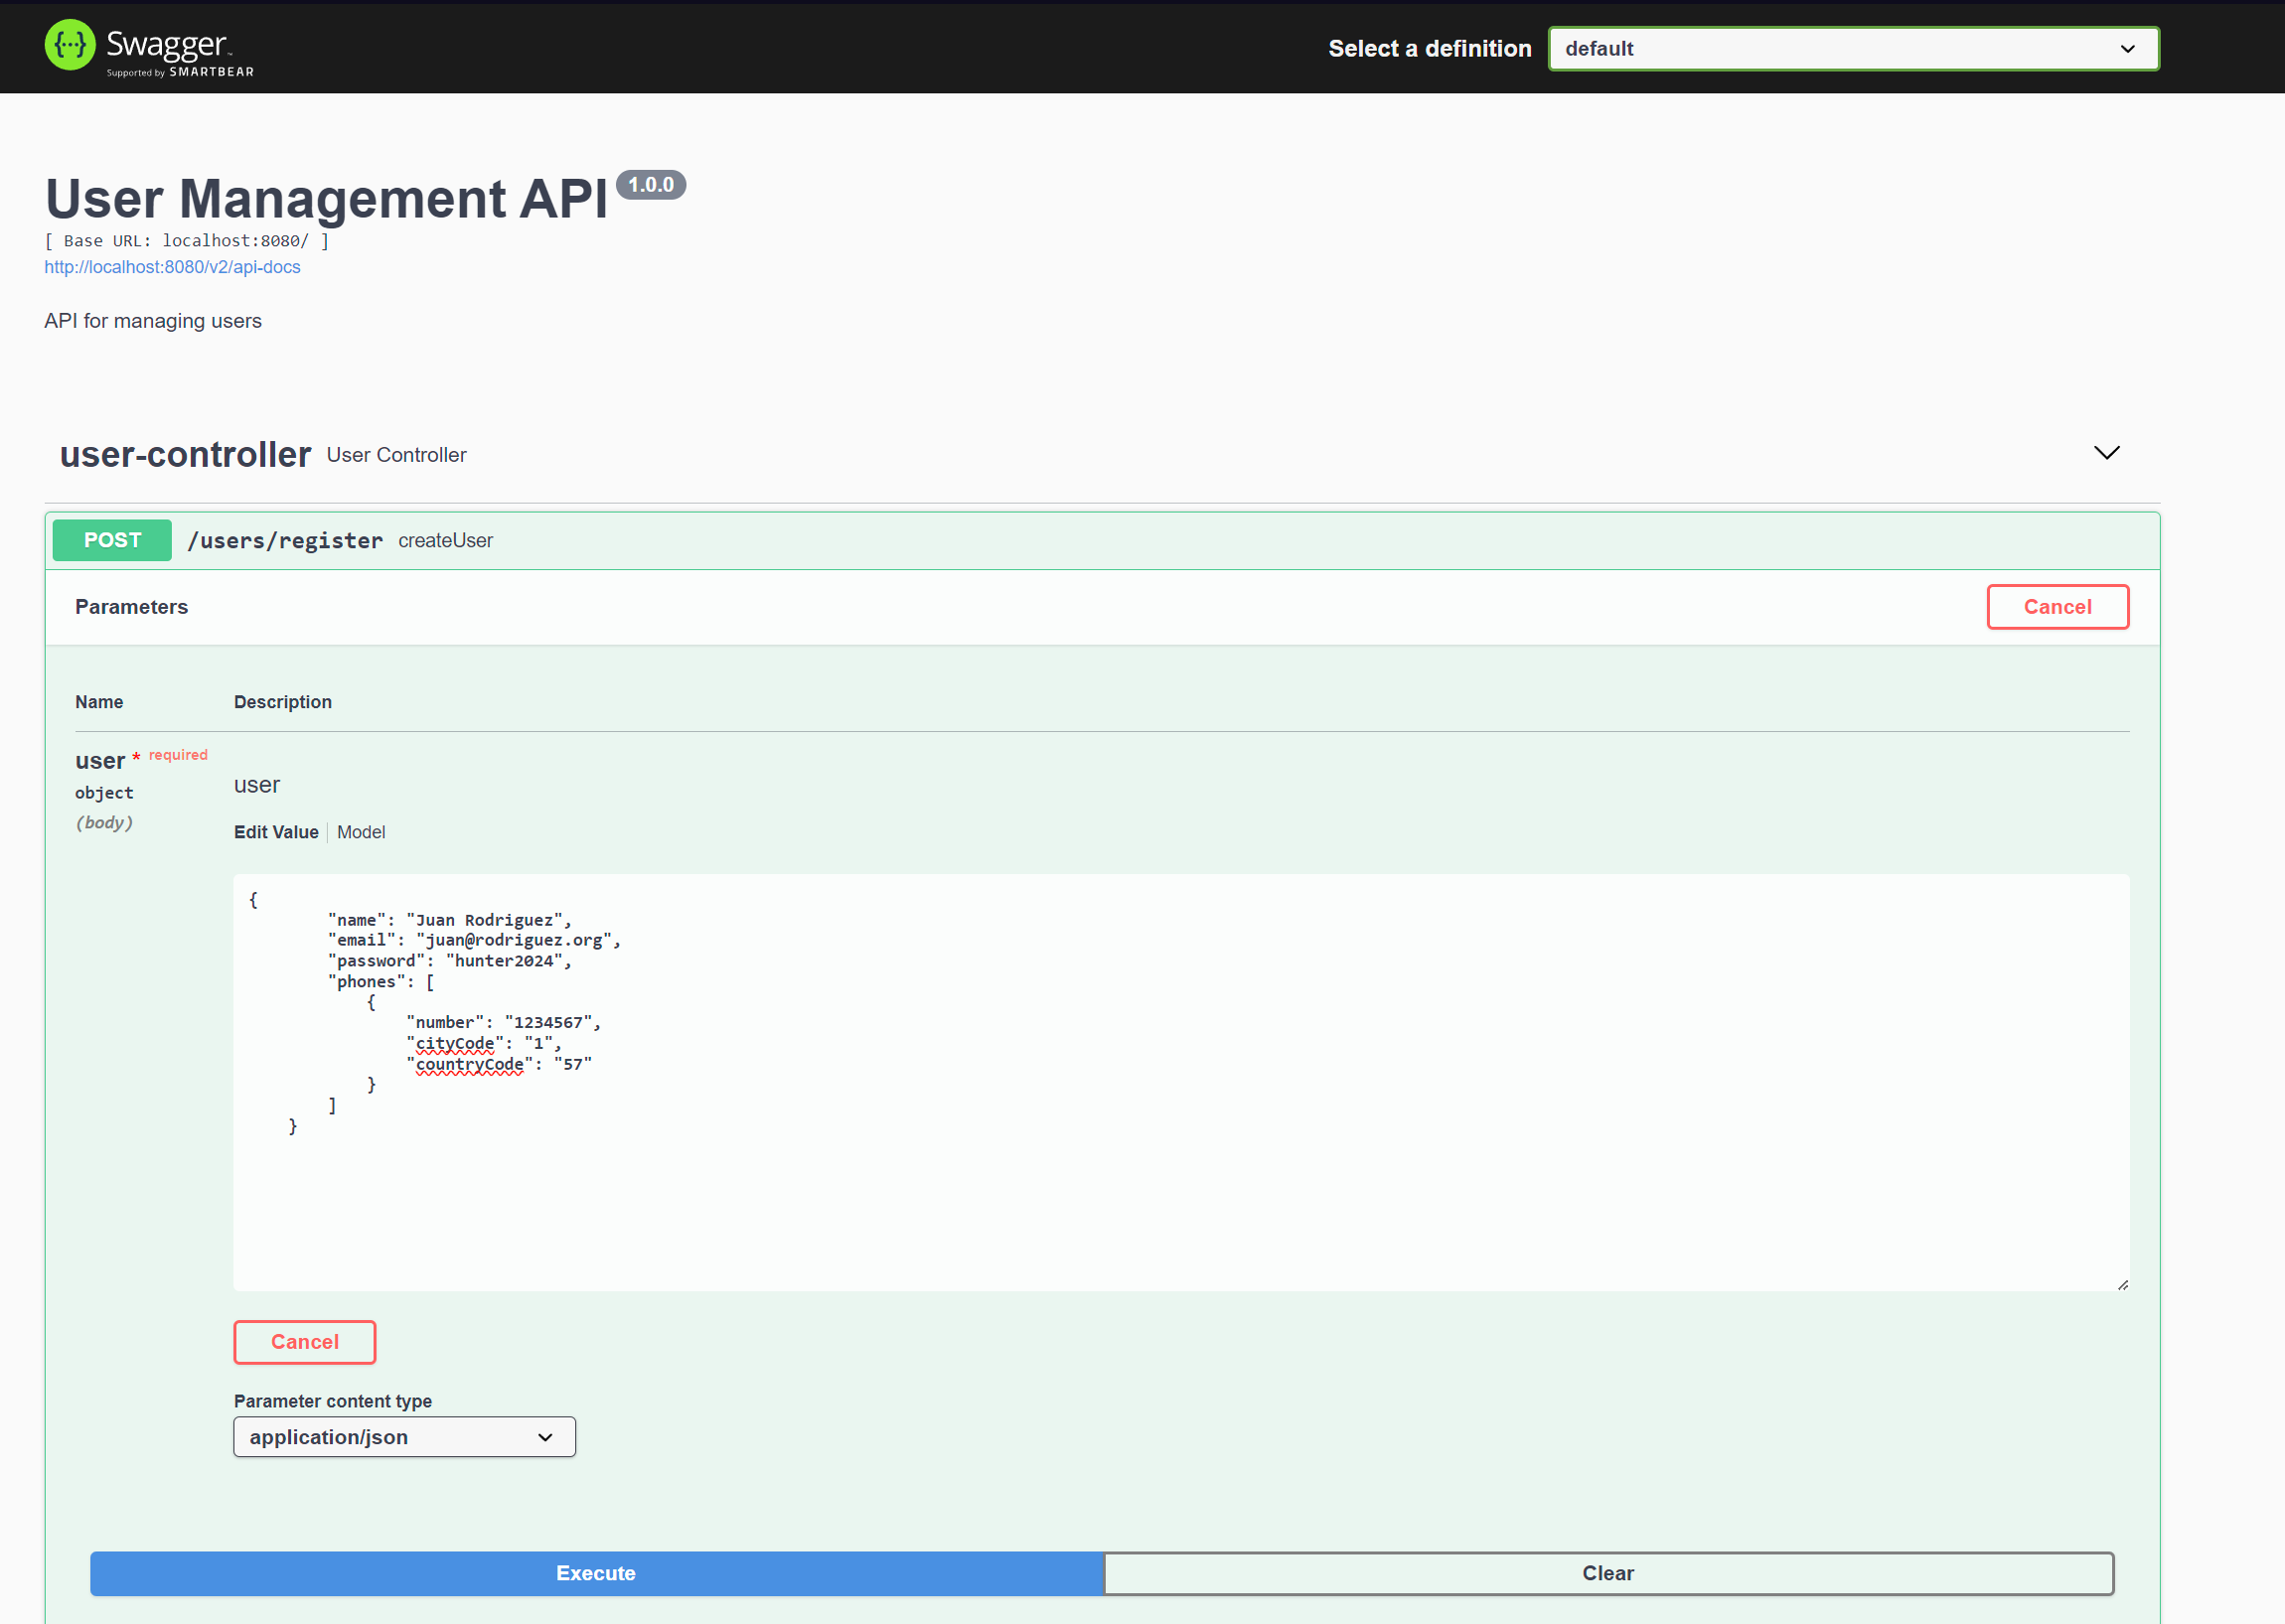 Swagger™
Supported by SMARTBEAR
Select a definition
default
User Management API 1.0.0
[ Base URL: localhost:8080/ ]
http://localhost:8080/v2/api-docs
API for managing users
user-controller User Controller
POST /users/register createUser
Parameters
Cancel
Name Description
user * required
object
(body)
user
Edit Value | Model
{
        "name": "Juan Rodriguez",
        "email": "juan@rodriguez.org",
        "password": "hunter2024",
        "phones": [
            {
                "number": "1234567",
                "cityCode": "1",
                "countryCode": "57"
            }
        ]
    }
Cancel
Parameter content type
application/json
Execute
Clear